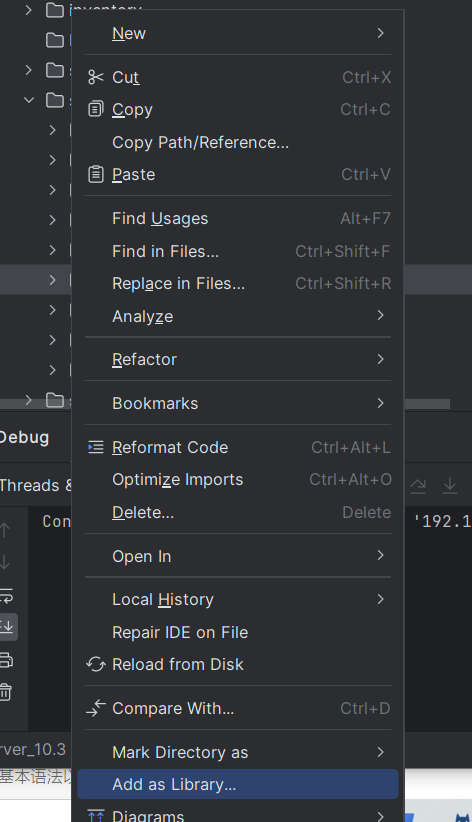 inventory
New
Cut Ctrl+X
Copy Ctrl+C
Copy Path/Reference...
Paste Ctrl+V
Find Usages Alt+F7
Find in Files... Ctrl+Shift+F
Replace in Files... Ctrl+Shift+R
Analyze
Refactor
Bookmarks
Debug
Reformat Code Ctrl+Alt+L
Threads &
Optimize Imports Ctrl+Alt+O
Delete... Delete
Con '192.1
Open In
Local History
Repair IDE on File
Reload from Disk
Compare With... Ctrl+D
rver_10.3
Mark Directory as
基本语法以
Add as Library...
Diagrams